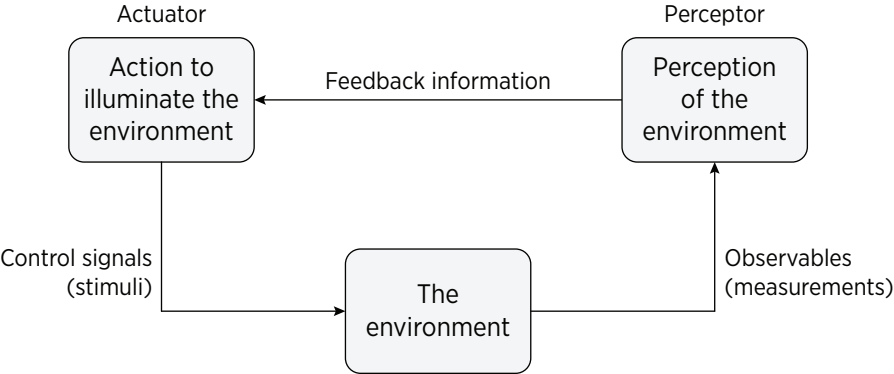 Actuator
Perceptor
Action to
illuminate the
environment
Feedback information
Perception
of the
environment
Control signals
(stimuli)
The
environment
Observables
(measurements)